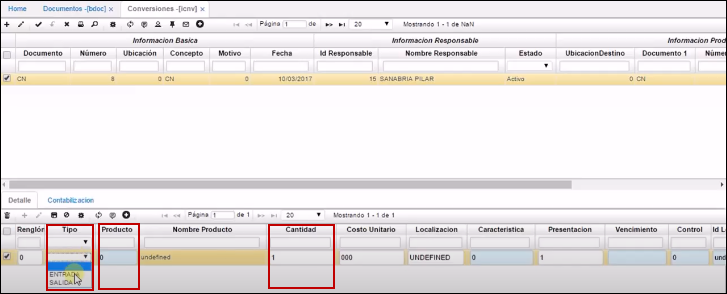 Home Documentos -[bdoc] x Conversiones -[icnv] x
Página 1 de 20 Mostrando 1 - 1 de NaN
Informacion Basica Informacion Responsable Informacion Prod
Documento Número Ubicación Concepto Motivo Fecha Id Responsable Nombre Responsable Estado UbicacionDestino Documento 1 Númer
CN 8 0 CN 0 10/03/2017 15 SANABRIA PILAR Activo 0 CN
Detalle Contabilizacion
Página 1 de 1 20 Mostrando 1 - 1 de 1
Renglón Tipo Producto Nombre Producto Cantidad Costo Unitario Localizacion Caracteristica Presentacion Vencimiento Control Id L
0 0 undefined 1 000 UNDEFINED 0 1 0 und
ENTRADA
SALIDA